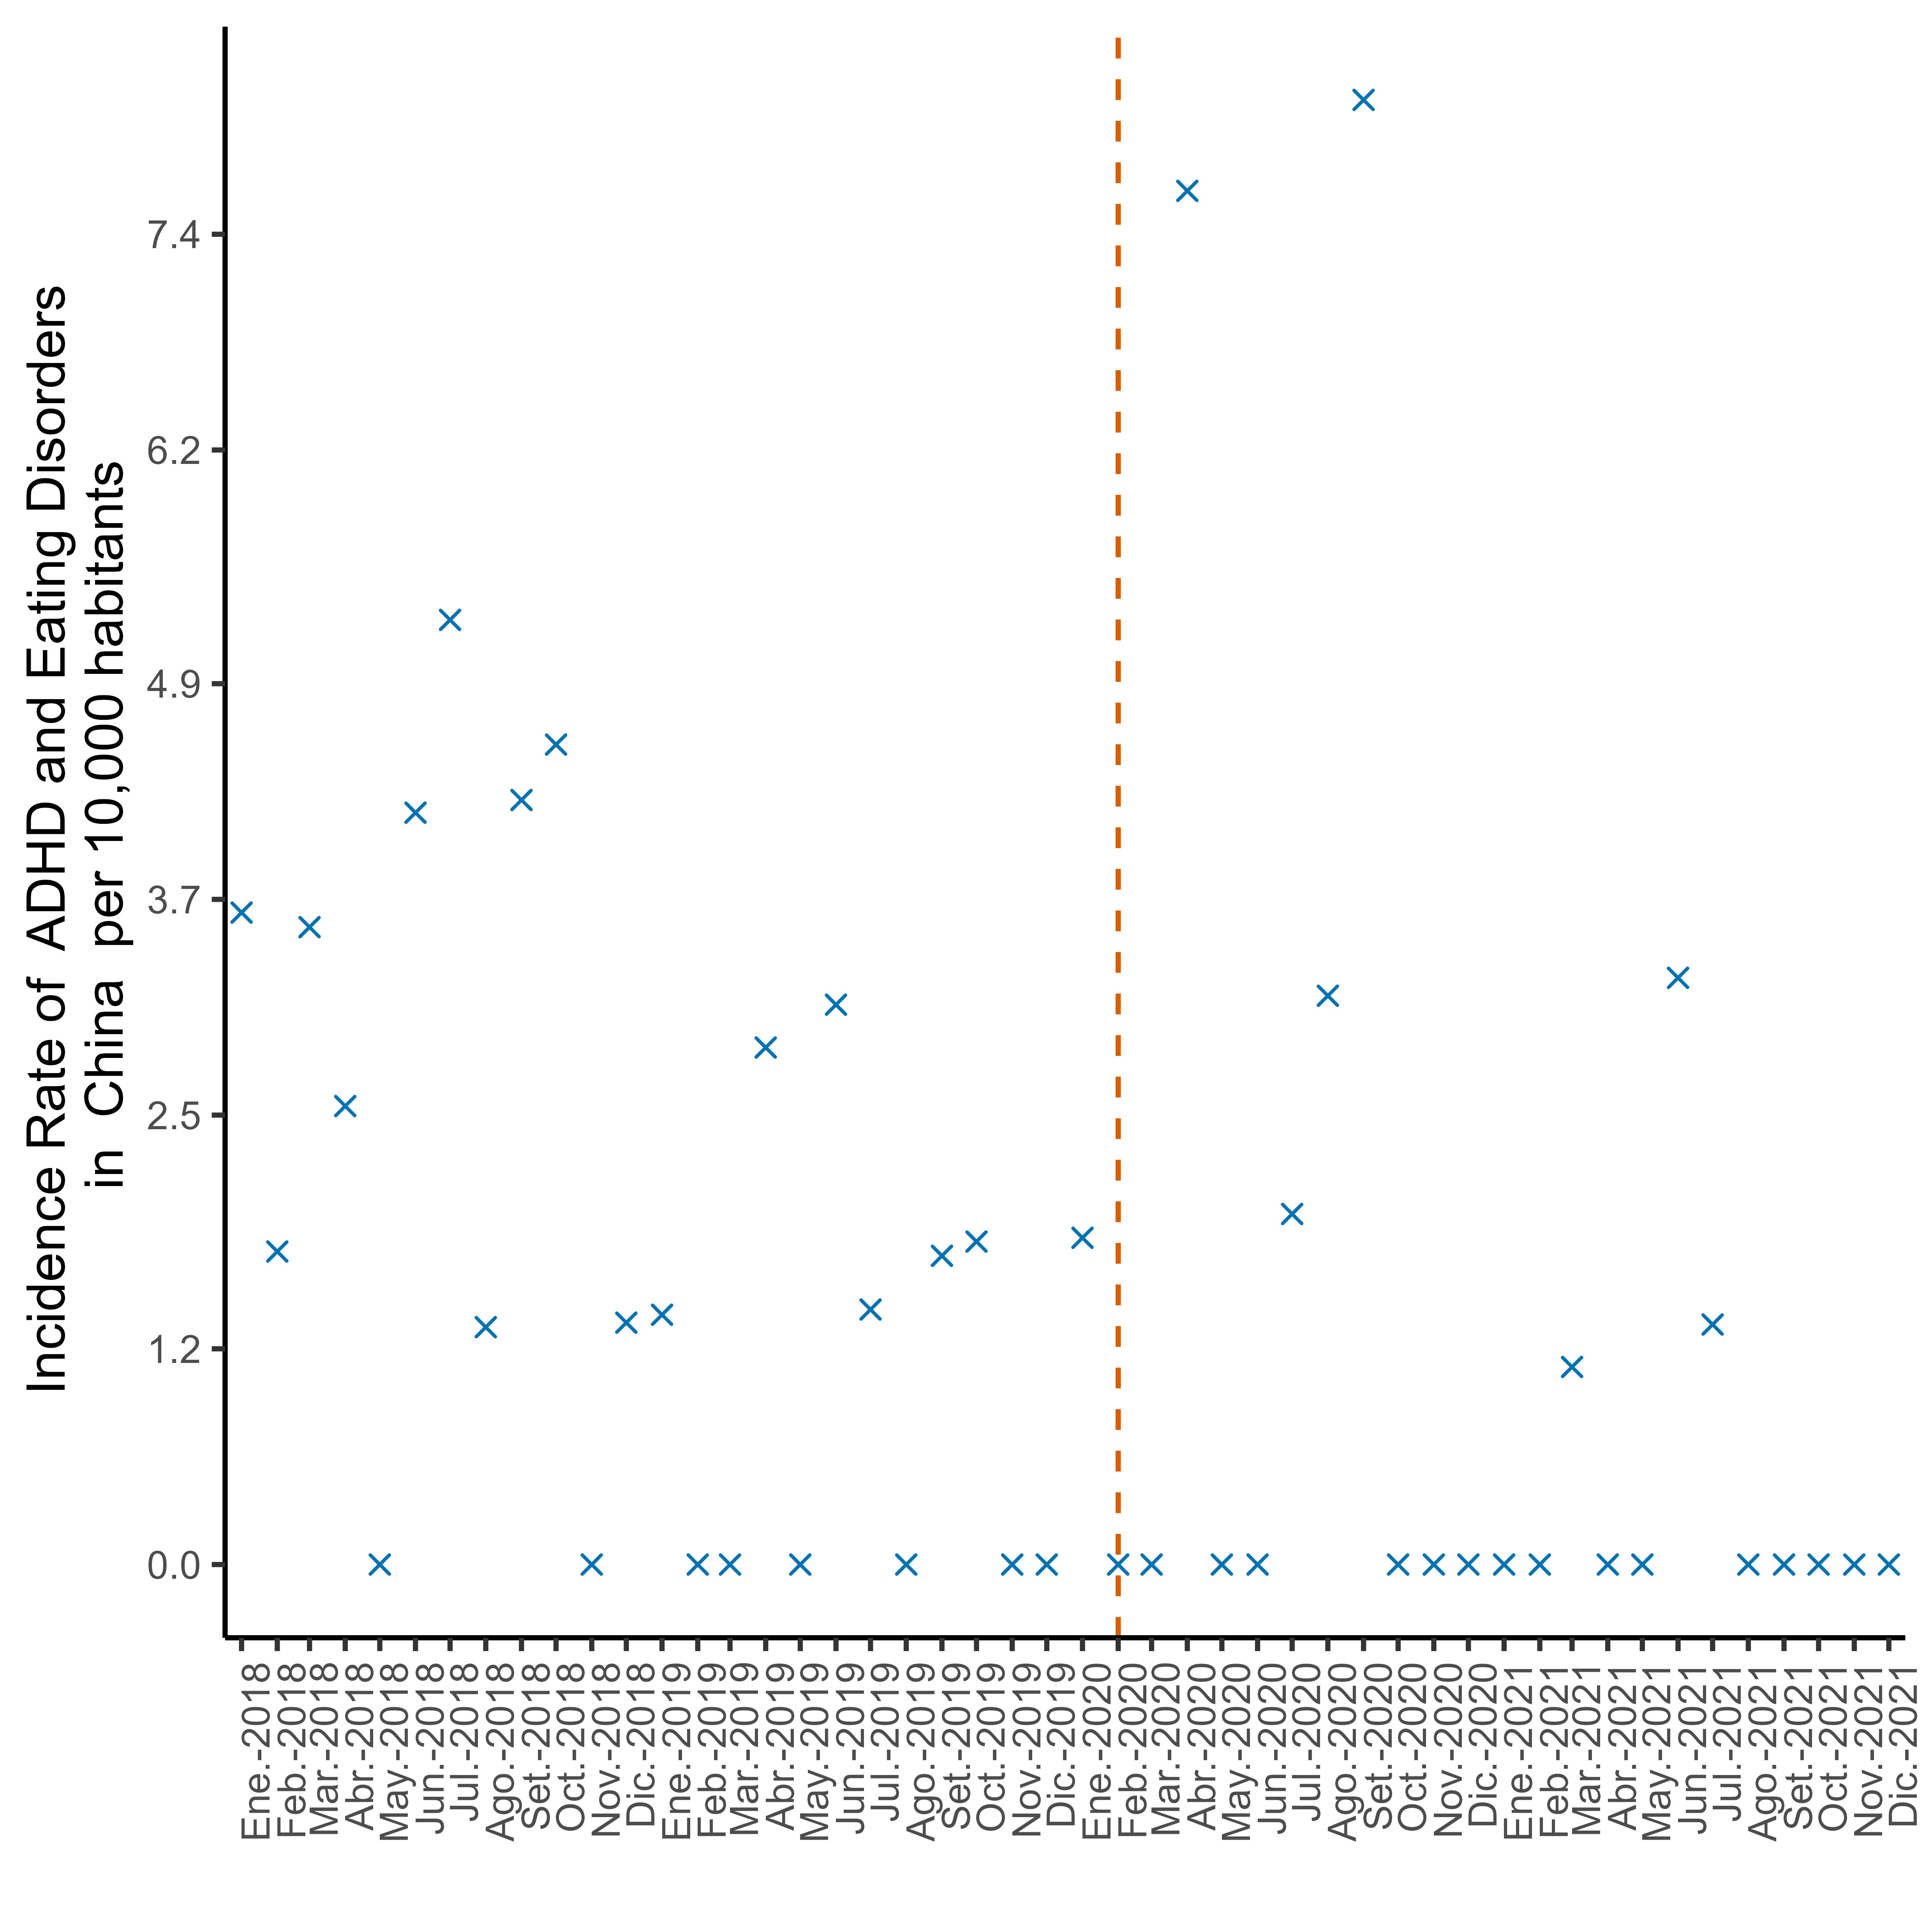 Incidence Rate of ADHD and Eating Disorders
in China per 10,000 habitants
7.4
6.2
4.9
3.7
2.5
1.2
0.0
Ene.-2018
Feb.-2018
Mar.-2018
Abr.-2018
May.-2018
Jun.-2018
Jul.-2018
Ago.-2018
Set.-2018
Oct.-2018
Nov.-2018
Dic.-2018
Ene.-2019
Feb.-2019
Mar.-2019
Abr.-2019
May.-2019
Jun.-2019
Jul.-2019
Ago.-2019
Set.-2019
Oct.-2019
Nov.-2019
Dic.-2019
Ene.-2020
Feb.-2020
Mar.-2020
Abr.-2020
May.-2020
Jun.-2020
Jul.-2020
Ago.-2020
Set.-2020
Oct.-2020
Nov.-2020
Dic.-2020
Ene.-2021
Feb.-2021
Mar.-2021
Abr.-2021
May.-2021
Jun.-2021
Jul.-2021
Ago.-2021
Set.-2021
Oct.-2021
Nov.-2021
Dic.-2021